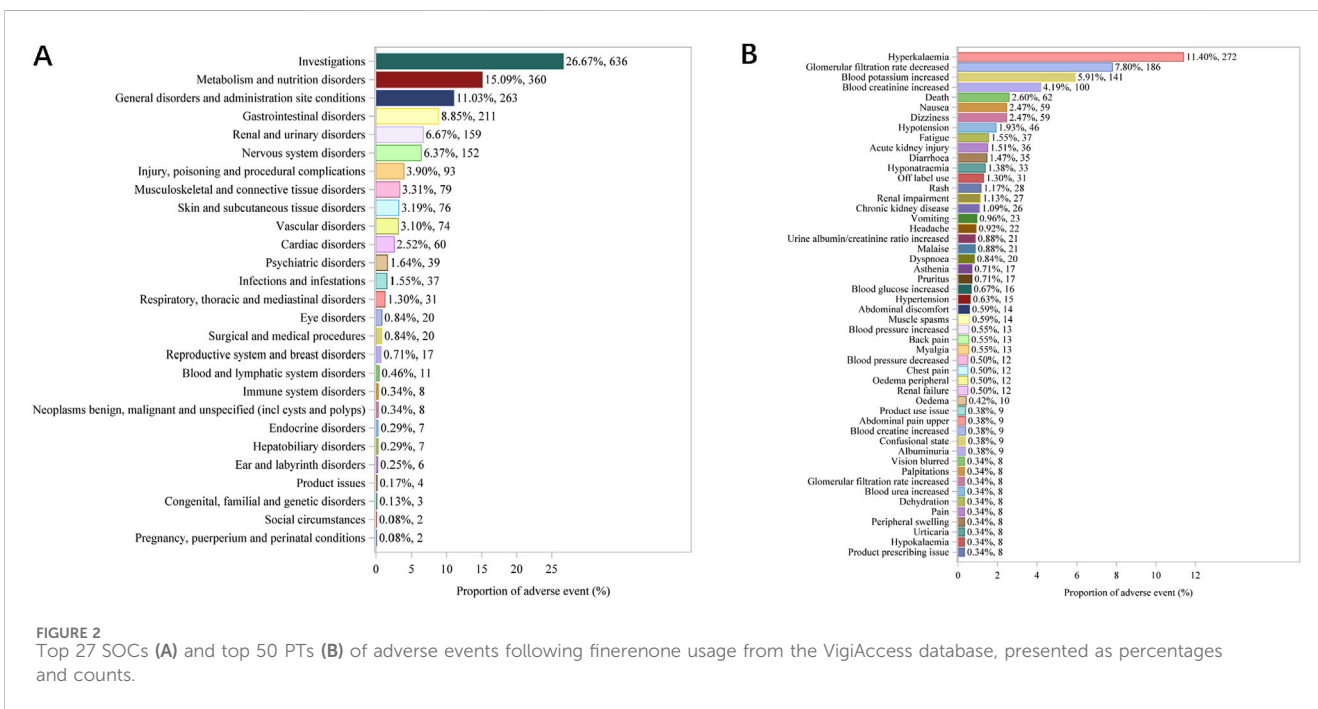 A
Investigations 26.67%, 636
Metabolism and nutrition disorders 15.09%, 360
General disorders and administration site conditions 11.03%, 263
Gastrointestinal disorders 8.85%, 211
Renal and urinary disorders 6.67%, 159
Nervous system disorders 6.37%, 152
Injury, poisoning and procedural complications 3.90%, 93
Musculoskeletal and connective tissue disorders 3.31%, 79
Skin and subcutaneous tissue disorders 3.19%, 76
Vascular disorders 3.10%, 74
Cardiac disorders 2.52%, 60
Psychiatric disorders 1.64%, 39
Infections and infestations 1.55%, 37
Respiratory, thoracic and mediastinal disorders 1.30%, 31
Eye disorders 0.84%, 20
Surgical and medical procedures 0.84%, 20
Reproductive system and breast disorders 0.71%, 17
Blood and lymphatic system disorders 0.46%, 11
Immune system disorders 0.34%, 8
Neoplasms benign, malignant and unspecified (incl cysts and polyps) 0.34%, 8
Endocrine disorders 0.29%, 7
Hepatobiliary disorders 0.29%, 7
Ear and labyrinth disorders 0.25%, 6
Product issues 0.17%, 4
Congenital, familial and genetic disorders 0.13%, 3
Social circumstances 0.08%, 2
Pregnancy, puerperium and perinatal conditions 0.08%, 2
0 5 10 15 20 25
Proportion of adverse event (%)
B
Hyperkalaemia 11.40%, 272
Glomerular filtration rate decreased 7.80%, 186
Blood potassium increased 5.91%, 141
Blood creatinine increased 4.19%, 100
Death 2.60%, 62
Nausea 2.47%, 59
Dizziness 2.47%, 59
Hypotension 1.93%, 46
Fatigue 1.55%, 37
Acute kidney injury 1.51%, 36
Diarrhoea 1.47%, 35
Hyponatraemia 1.38%, 33
Off label use 1.30%, 31
Rash 1.17%, 28
Renal impairment 1.13%, 27
Chronic kidney disease 1.09%, 26
Vomiting 0.96%, 23
Headache 0.92%, 22
Urine albumin/creatinine ratio increased 0.88%, 21
Malaise 0.88%, 21
Dyspnoea 0.84%, 20
Asthenia 0.71%, 17
Pruritus 0.71%, 17
Blood glucose increased 0.67%, 16
Hypertension 0.63%, 15
Abdominal discomfort 0.59%, 14
Muscle spasms 0.59%, 14
Blood pressure increased 0.55%, 13
Back pain 0.55%, 13
Myalgia 0.55%, 13
Blood pressure decreased 0.50%, 12
Chest pain 0.50%, 12
Oedema peripheral 0.50%, 12
Renal failure 0.50%, 12
Oedema 0.42%, 10
Product use issue 0.38%, 9
Abdominal pain upper 0.38%, 9
Blood creatine increased 0.38%, 9
Confusional state 0.38%, 9
Albuminuria 0.38%, 9
Vision blurred 0.34%, 8
Palpitations 0.34%, 8
Glomerular filtration rate increased 0.34%, 8
Blood urea increased 0.34%, 8
Dehydration 0.34%, 8
Pain 0.34%, 8
Peripheral swelling 0.34%, 8
Urticaria 0.34%, 8
Hypokalaemia 0.34%, 8
Product prescribing issue 0.34%, 8
0 2 4 6 8 10 12
Proportion of adverse event (%)
FIGURE 2
Top 27 SOCs (A) and top 50 PTs (B) of adverse events following finerenone usage from the VigiAccess database, presented as percentages
and counts.